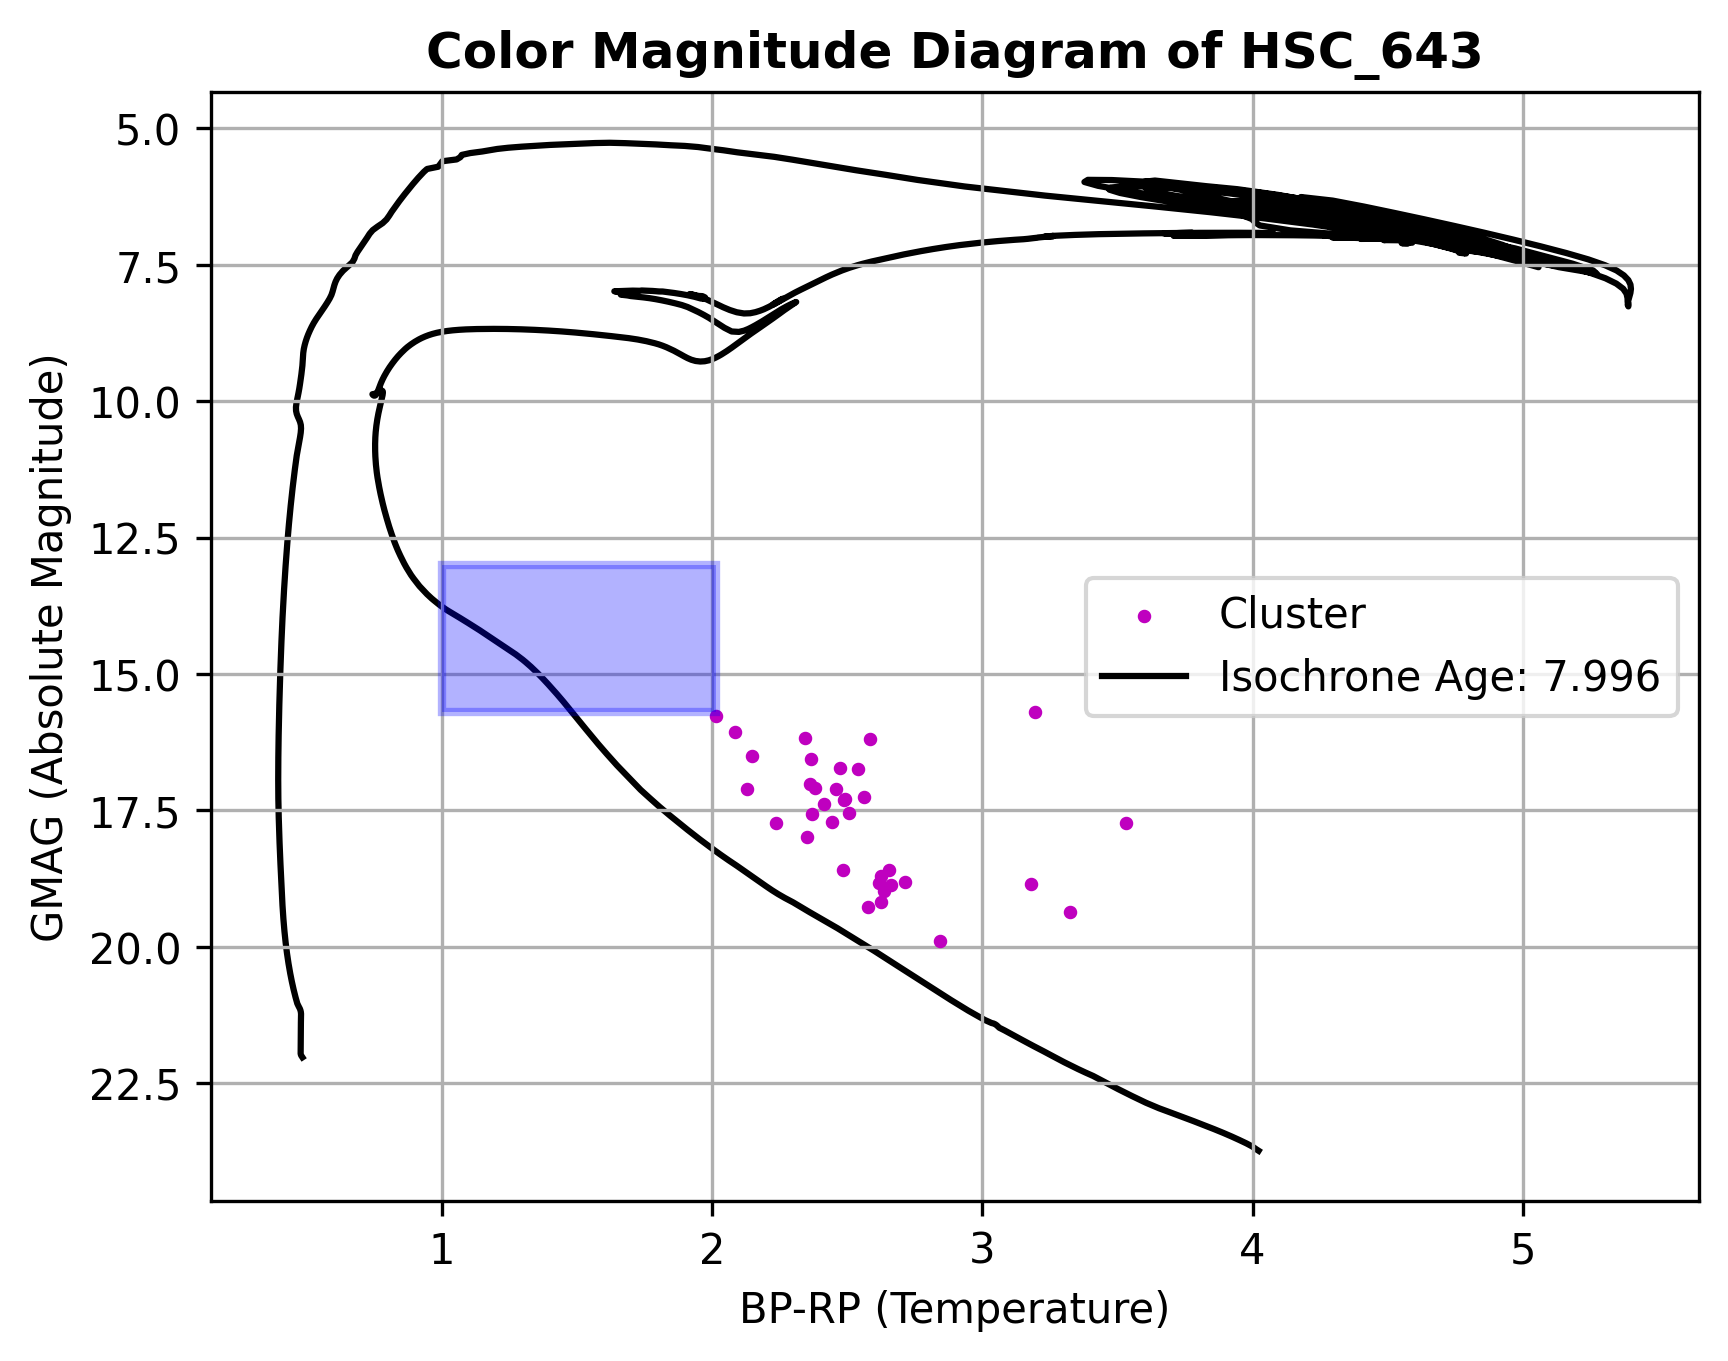 Color Magnitude Diagram of HSC_643
GMAG (Absolute Magnitude)
5.0
7.5
10.0
12.5
15.0
17.5
20.0
22.5
Cluster
Isochrone Age: 7.996
1 2 3 4 5
BP-RP (Temperature)